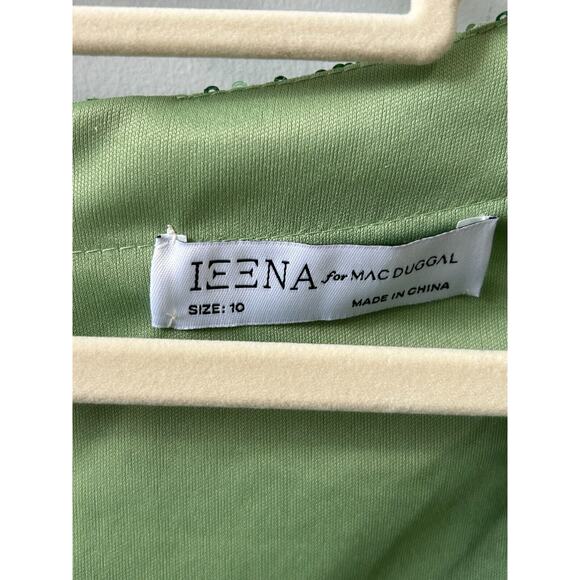 IEENA for MAC DUGGAL
SIZE: 10 MADE IN CHINA